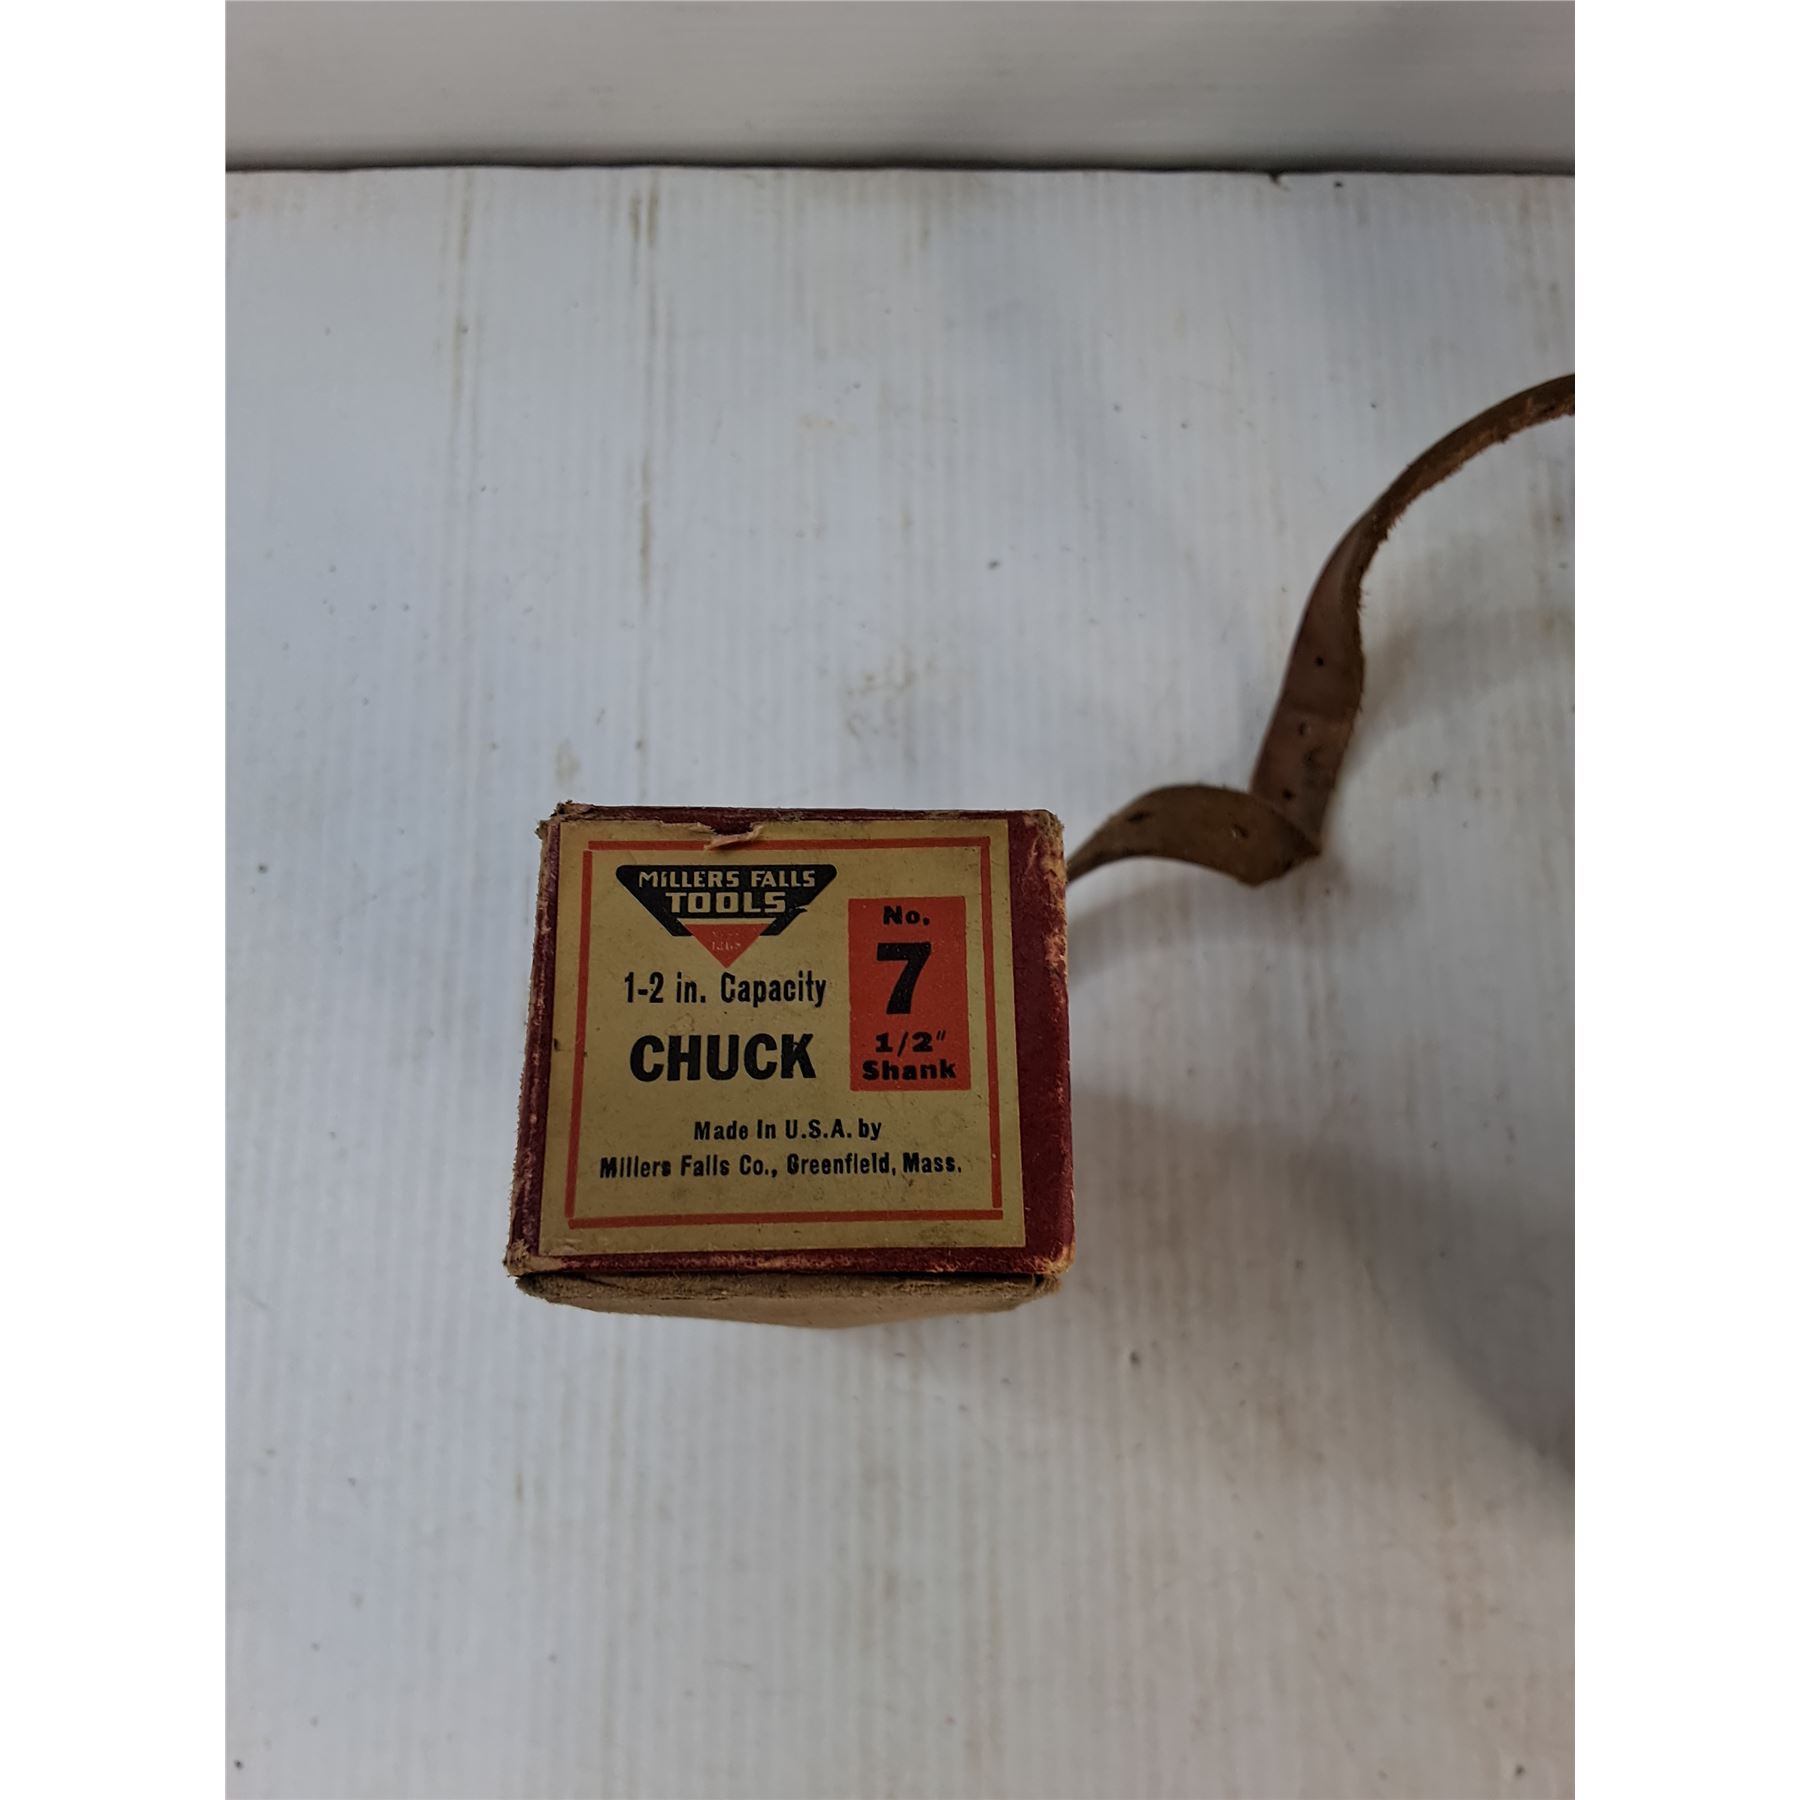 MILLERS FALLS
TOOLS
1-2 in. Capacity
CHUCK
No.
7
1/2"
Shank
Made In U.S.A. by
Millers Falls Co., Greenfield, Mass.